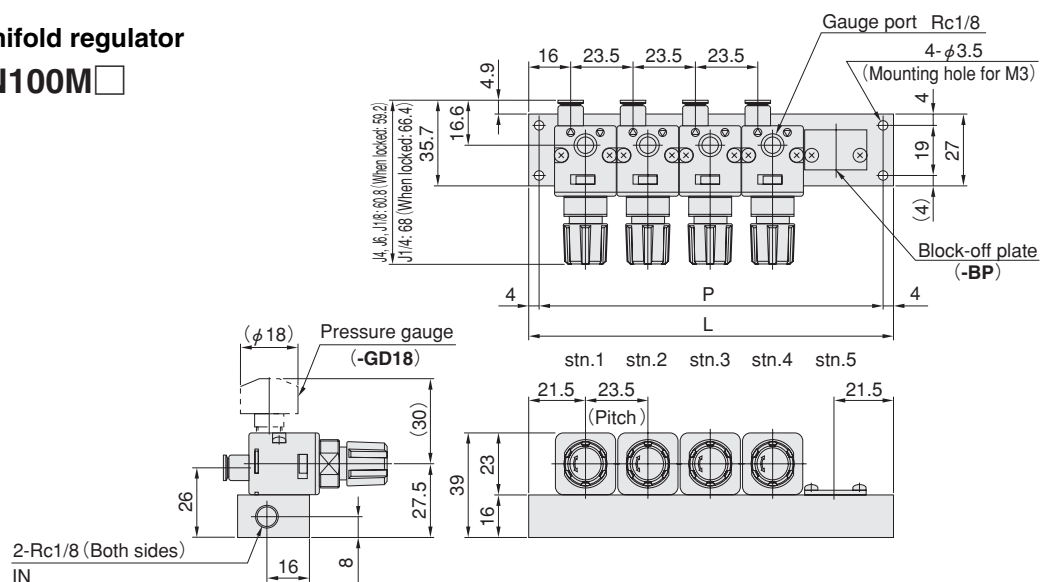 nifold regulator
N100M□
Gauge port Rc1/8
4-φ3.5
(Mounting hole for M3)
16 23.5 23.5 23.5
4.9
16.6
35.7
J4, J6, J1/8: 60.8 (When locked: 59.2)
J1/4: 68 (When locked: 66.4)
4
19
27
(4)
Block-off plate
(-BP)
4 P 4
L
stn.1 stn.2 stn.3 stn.4 stn.5
(φ18)
Pressure gauge
(-GD18)
(30)
27.5
26
8
16
2-Rc1/8 (Both sides)
IN
21.5 23.5 21.5
(Pitch)
39
23
16